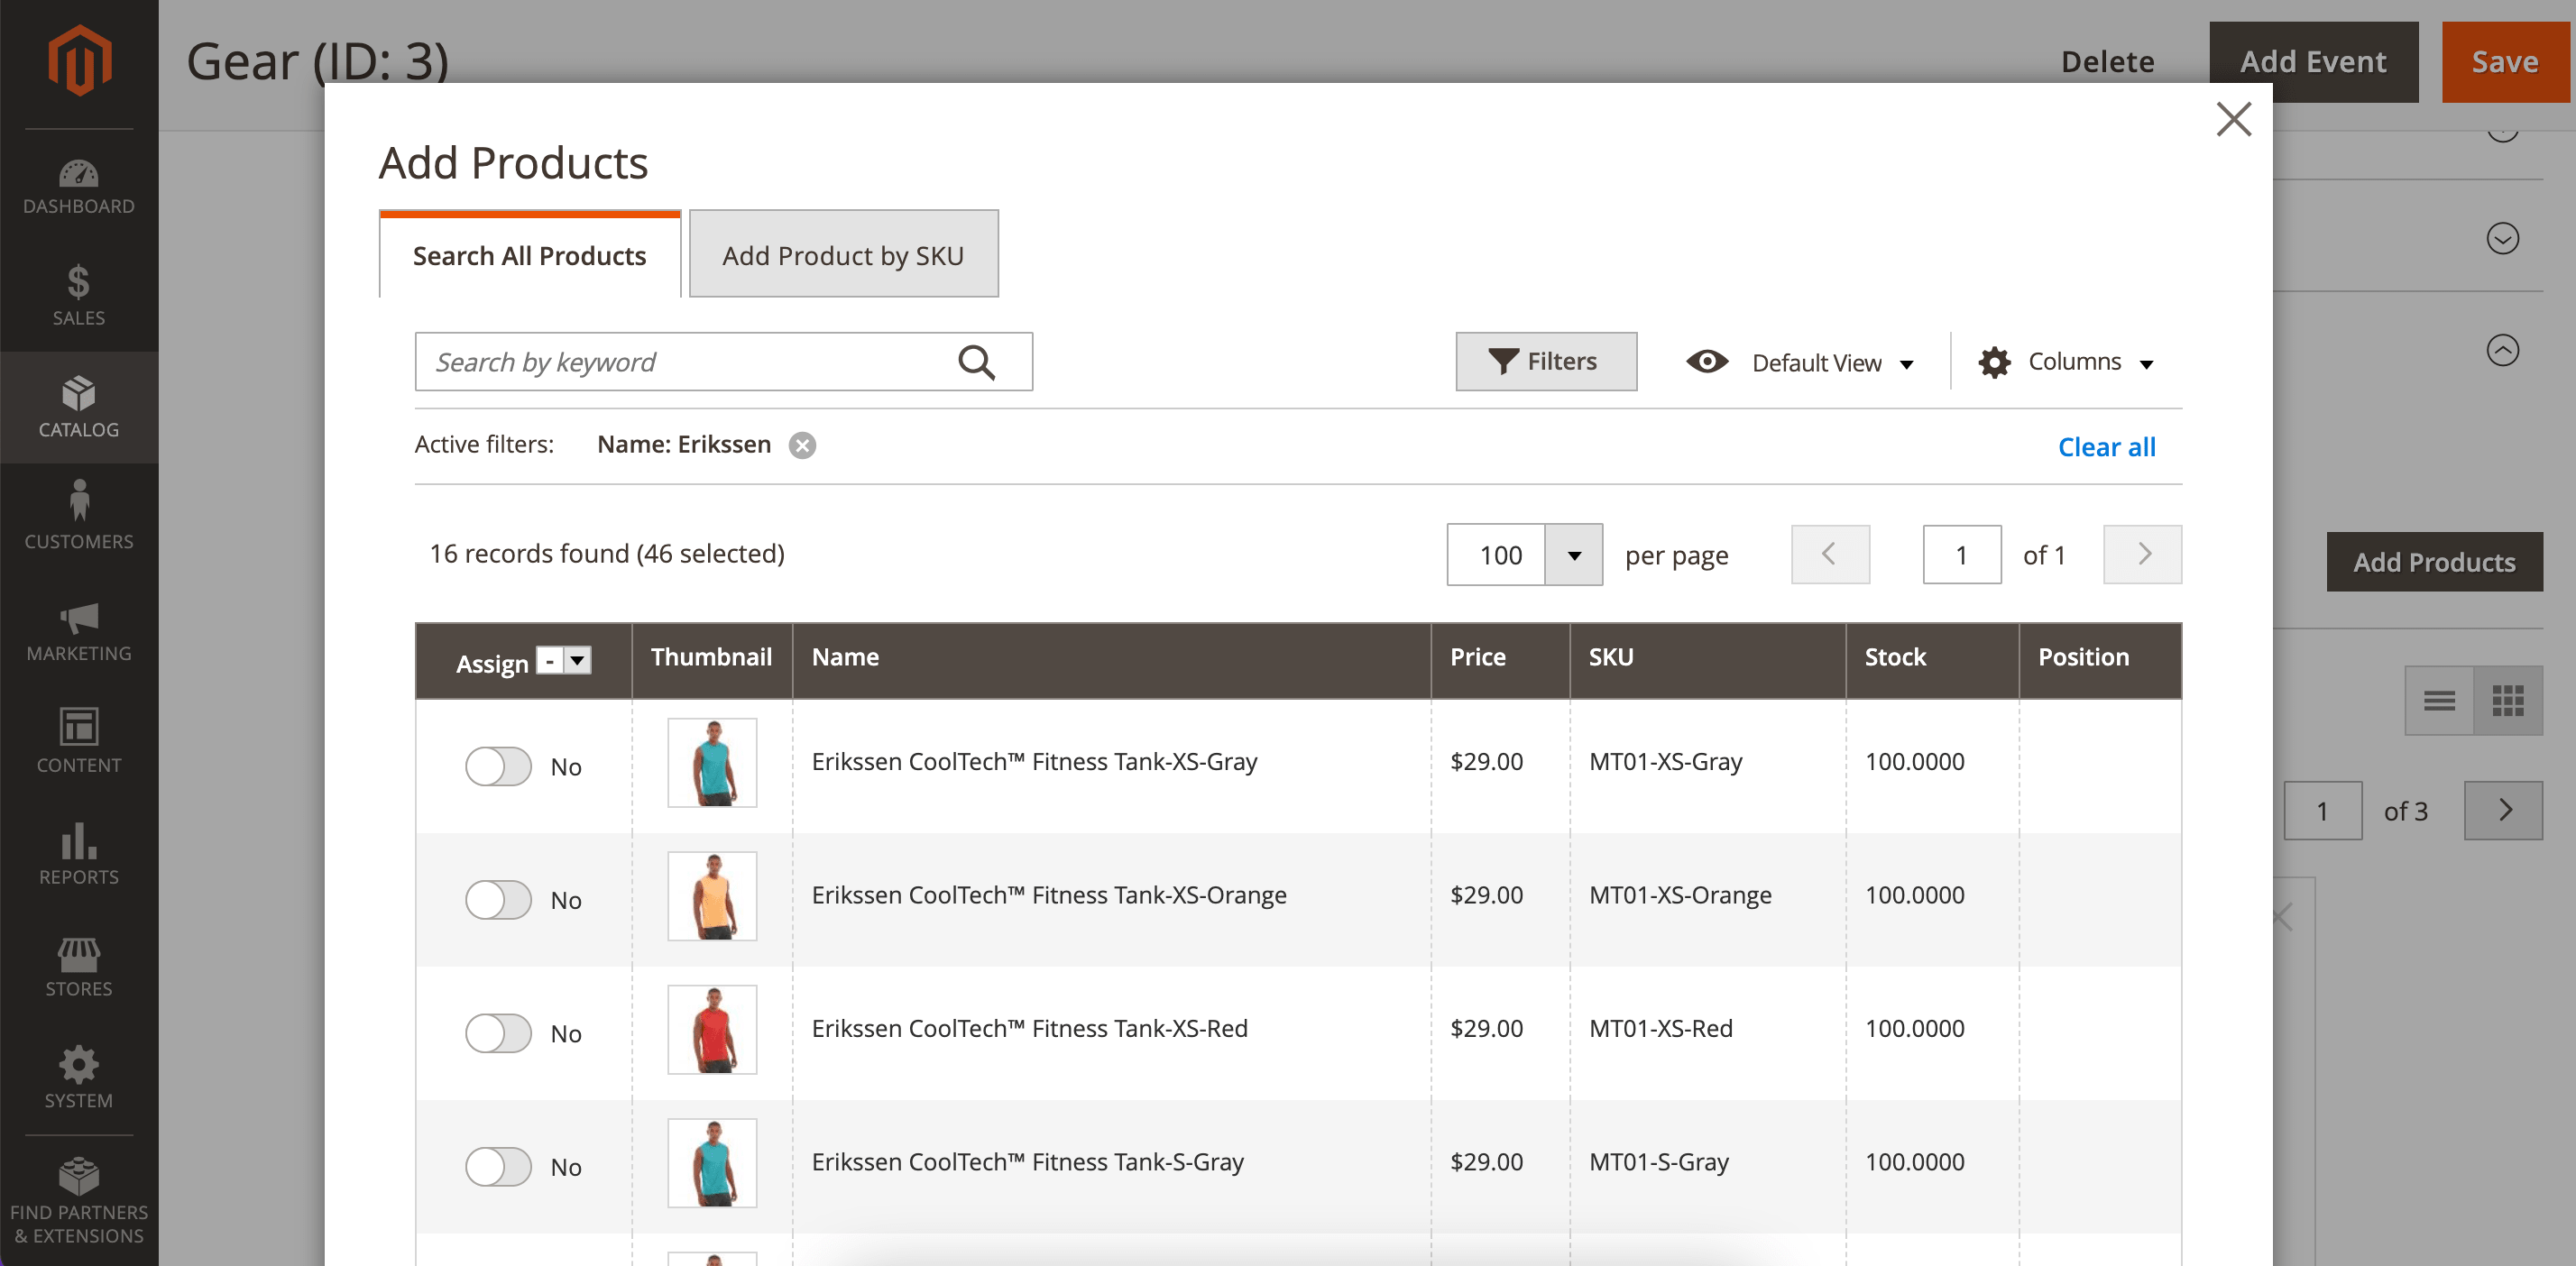 Gear (ID: 3)
Delete
Add Event
Save
DASHBOARD
SALES
CATALOG
CUSTOMERS
MARKETING
CONTENT
REPORTS
STORES
SYSTEM
FIND PARTNERS
& EXTENSIONS
Add Products
Search All Products
Add Product by SKU
Search by keyword
Filters
Default View
Columns
Active filters:
Name: Erikssen
Clear all
16 records found (46 selected)
100
per page
1
of 1
Assign
-
Thumbnail
Name
Price
SKU
Stock
Position
No
Erikssen CoolTech™ Fitness Tank-XS-Gray
$29.00
MT01-XS-Gray
100.0000
No
Erikssen CoolTech™ Fitness Tank-XS-Orange
$29.00
MT01-XS-Orange
100.0000
No
Erikssen CoolTech™ Fitness Tank-XS-Red
$29.00
MT01-XS-Red
100.0000
No
Erikssen CoolTech™ Fitness Tank-S-Gray
$29.00
MT01-S-Gray
100.0000
Add Products
1
of 3